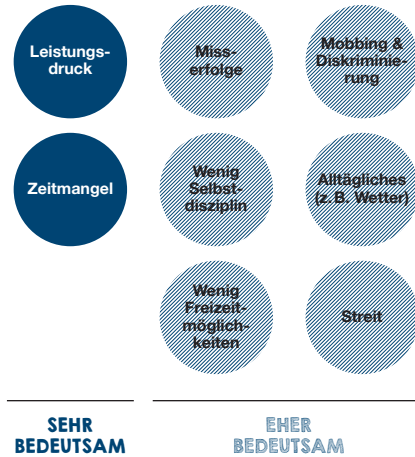 Leistungs-
druck
Miss-
erfolge
Mobbing &
Diskriminie-
rung
Zeitmangel
Wenig
Selbst-
disziplin
Alltägliches
(z. B. Wetter)
Wenig
Freizeit-
möglich-
keiten
Streit
SEHR
BEDEUTSAM
EHER
BEDEUTSAM